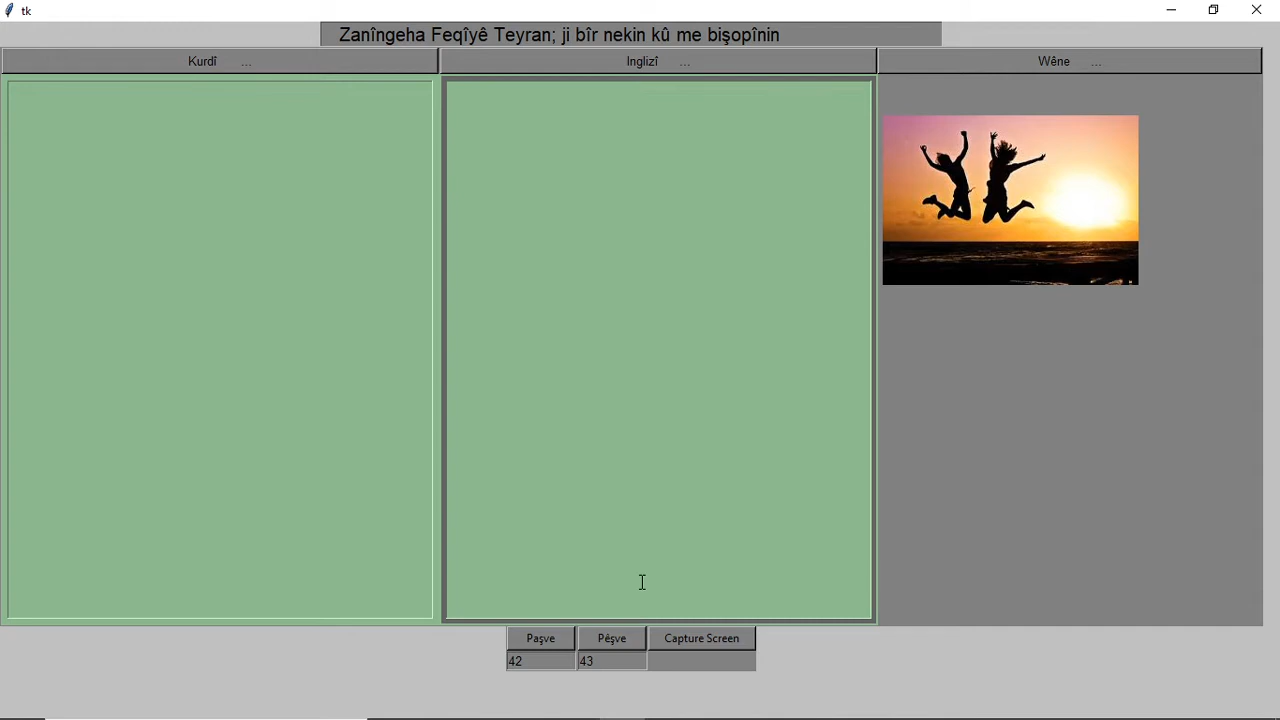 tk
Zanîngeha Feqîyê Teyran; ji bîr nekin kû me bişopînin
Kurdî ...
Inglizî ...
Wêne ...
Paşve
Pêşve
Capture Screen
42
43